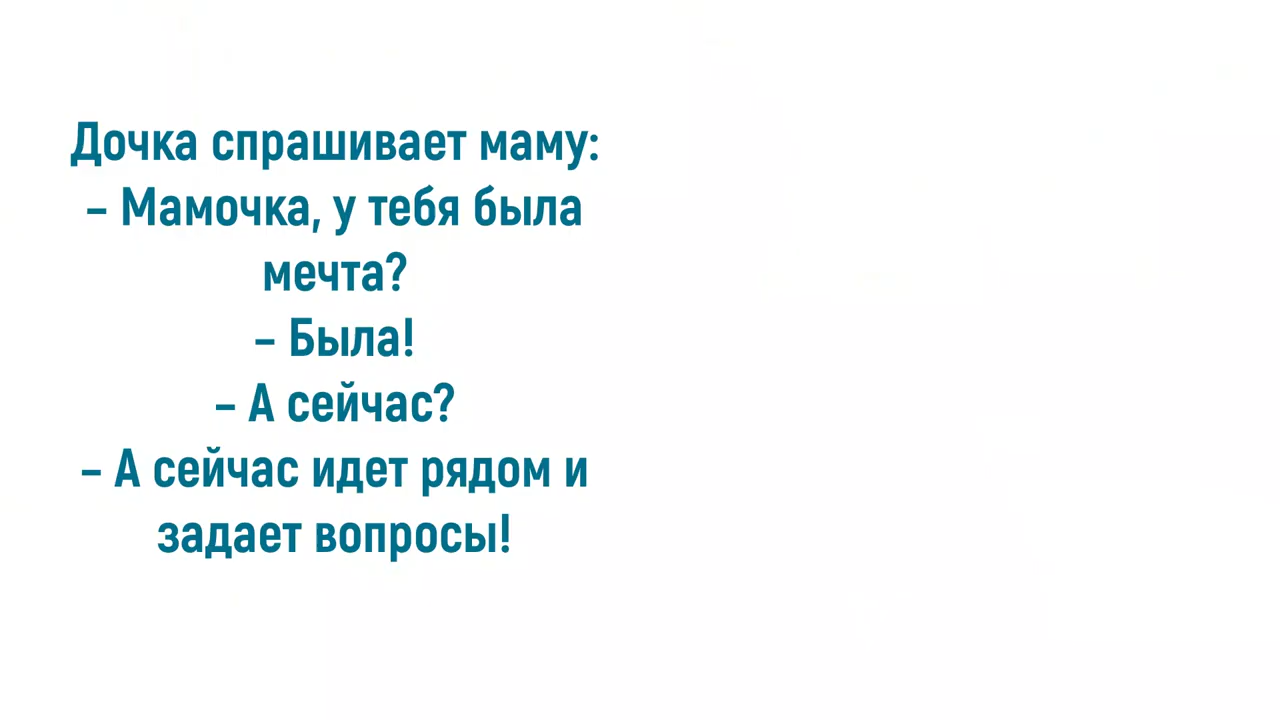 Дочка спрашивает маму:
– Мамочка, у тебя была
мечта?
– Была!
– А сейчас?
– А сейчас идет рядом и
задает вопросы!